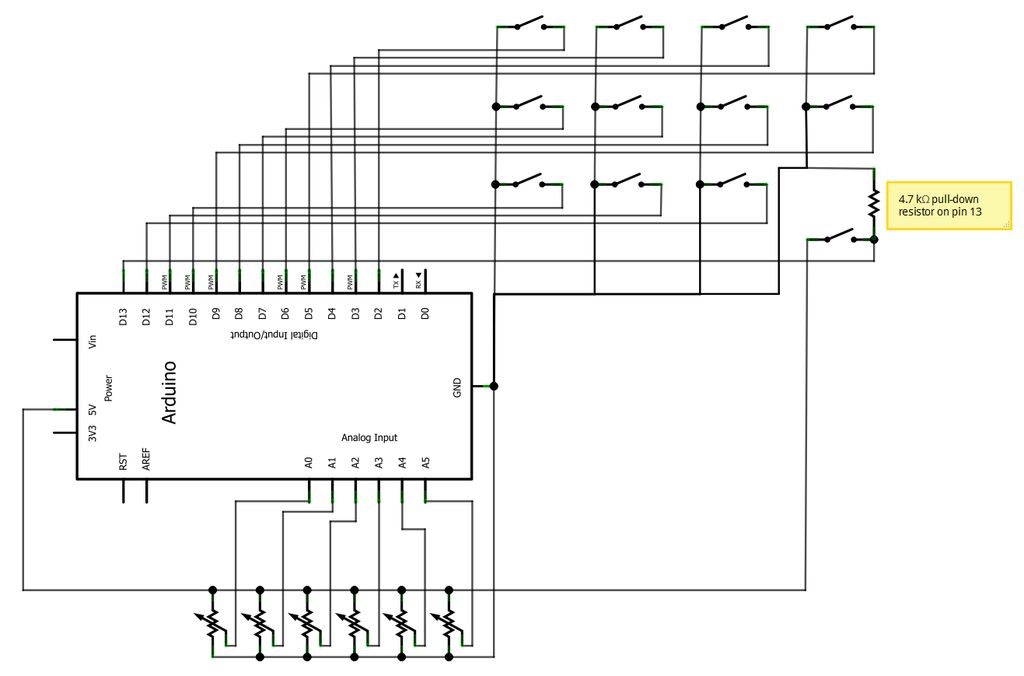 4.7 kΩ pull-down
resistor on pin 13
PWM
PWM
PWM
PWM
PWM
PWM
TX ▶
RX ◀
D13
D12
D11
D10
D9
D8
D7
D6
D5
D4
D3
D2
D1
D0
Digital Input/Output
Vin
Power
5V
3V3
Arduino
GND
RST
AREF
Analog Input
A0
A1
A2
A3
A4
A5